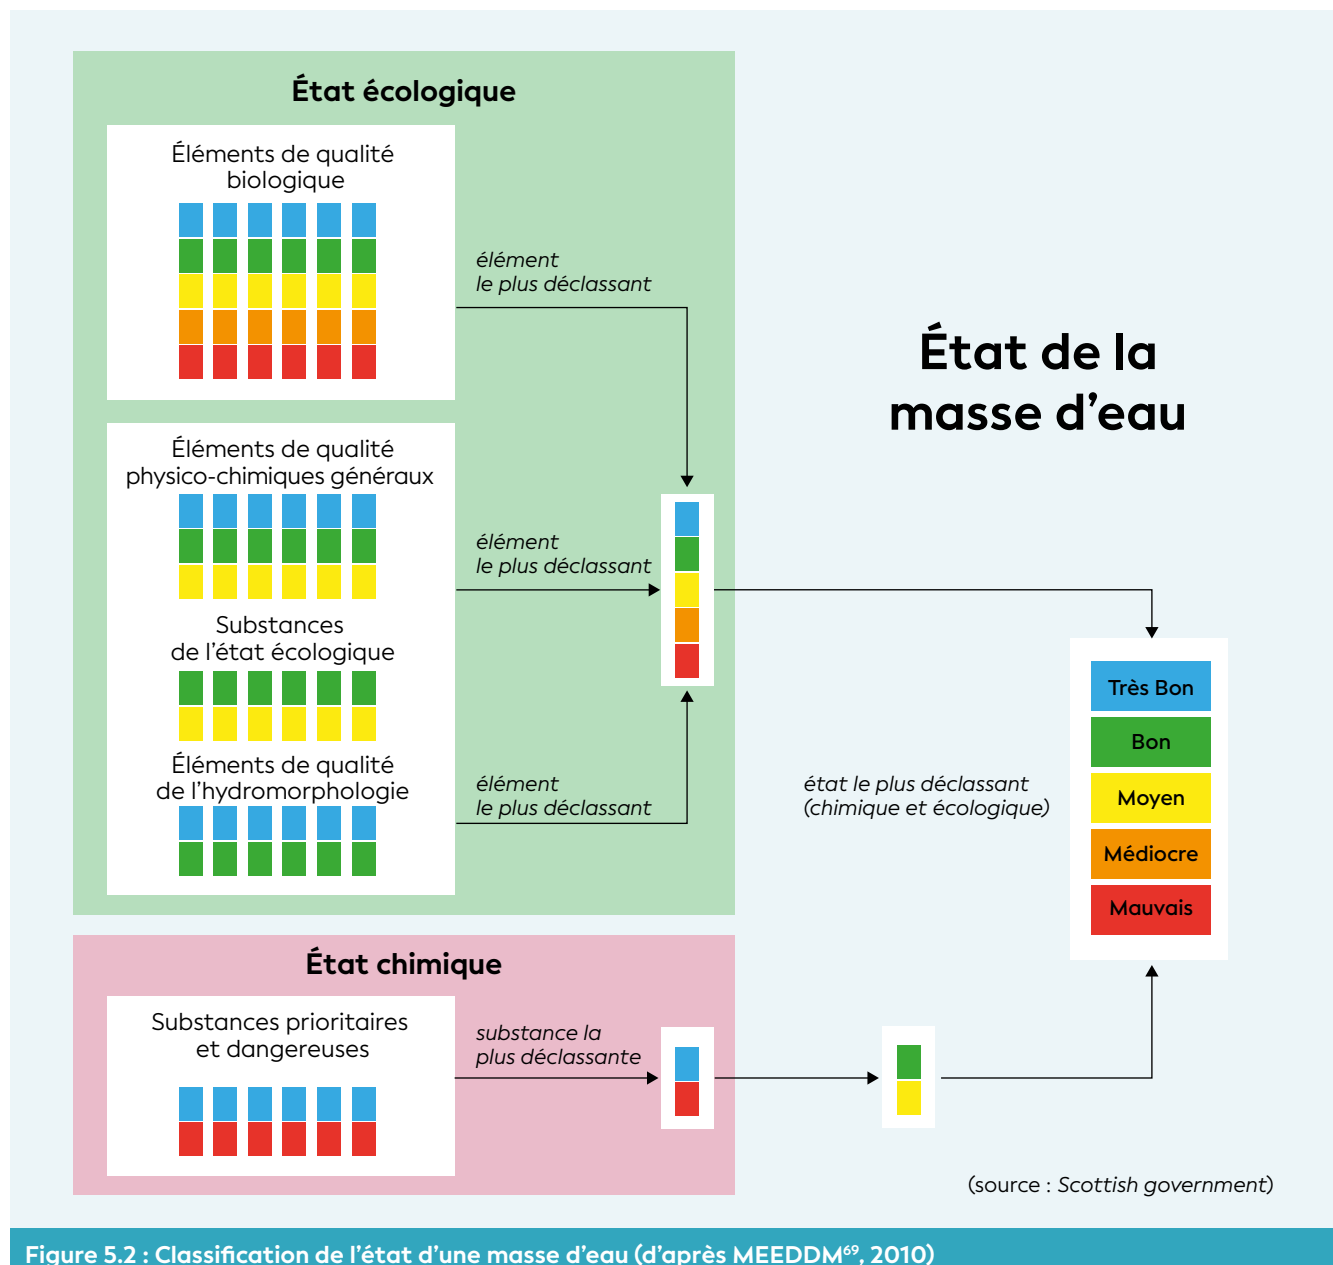 État écologique
Éléments de qualité
biologique
élément
le plus déclassant
Éléments de qualité
physico-chimiques généraux
élément
le plus déclassant
Substances
de l'état écologique
Éléments de qualité
de l'hydromorphologie
élément
le plus déclassant
État de la
masse d'eau
état le plus déclassant
(chimique et écologique)
Très Bon
Bon
Moyen
Médiocre
Mauvais
État chimique
Substances prioritaires
et dangereuses
substance la
plus déclassante
(source : Scottish government)
Figure 5.2 : Classification de l'état d'une masse d'eau (d'après MEEDDM⁶⁹, 2010)